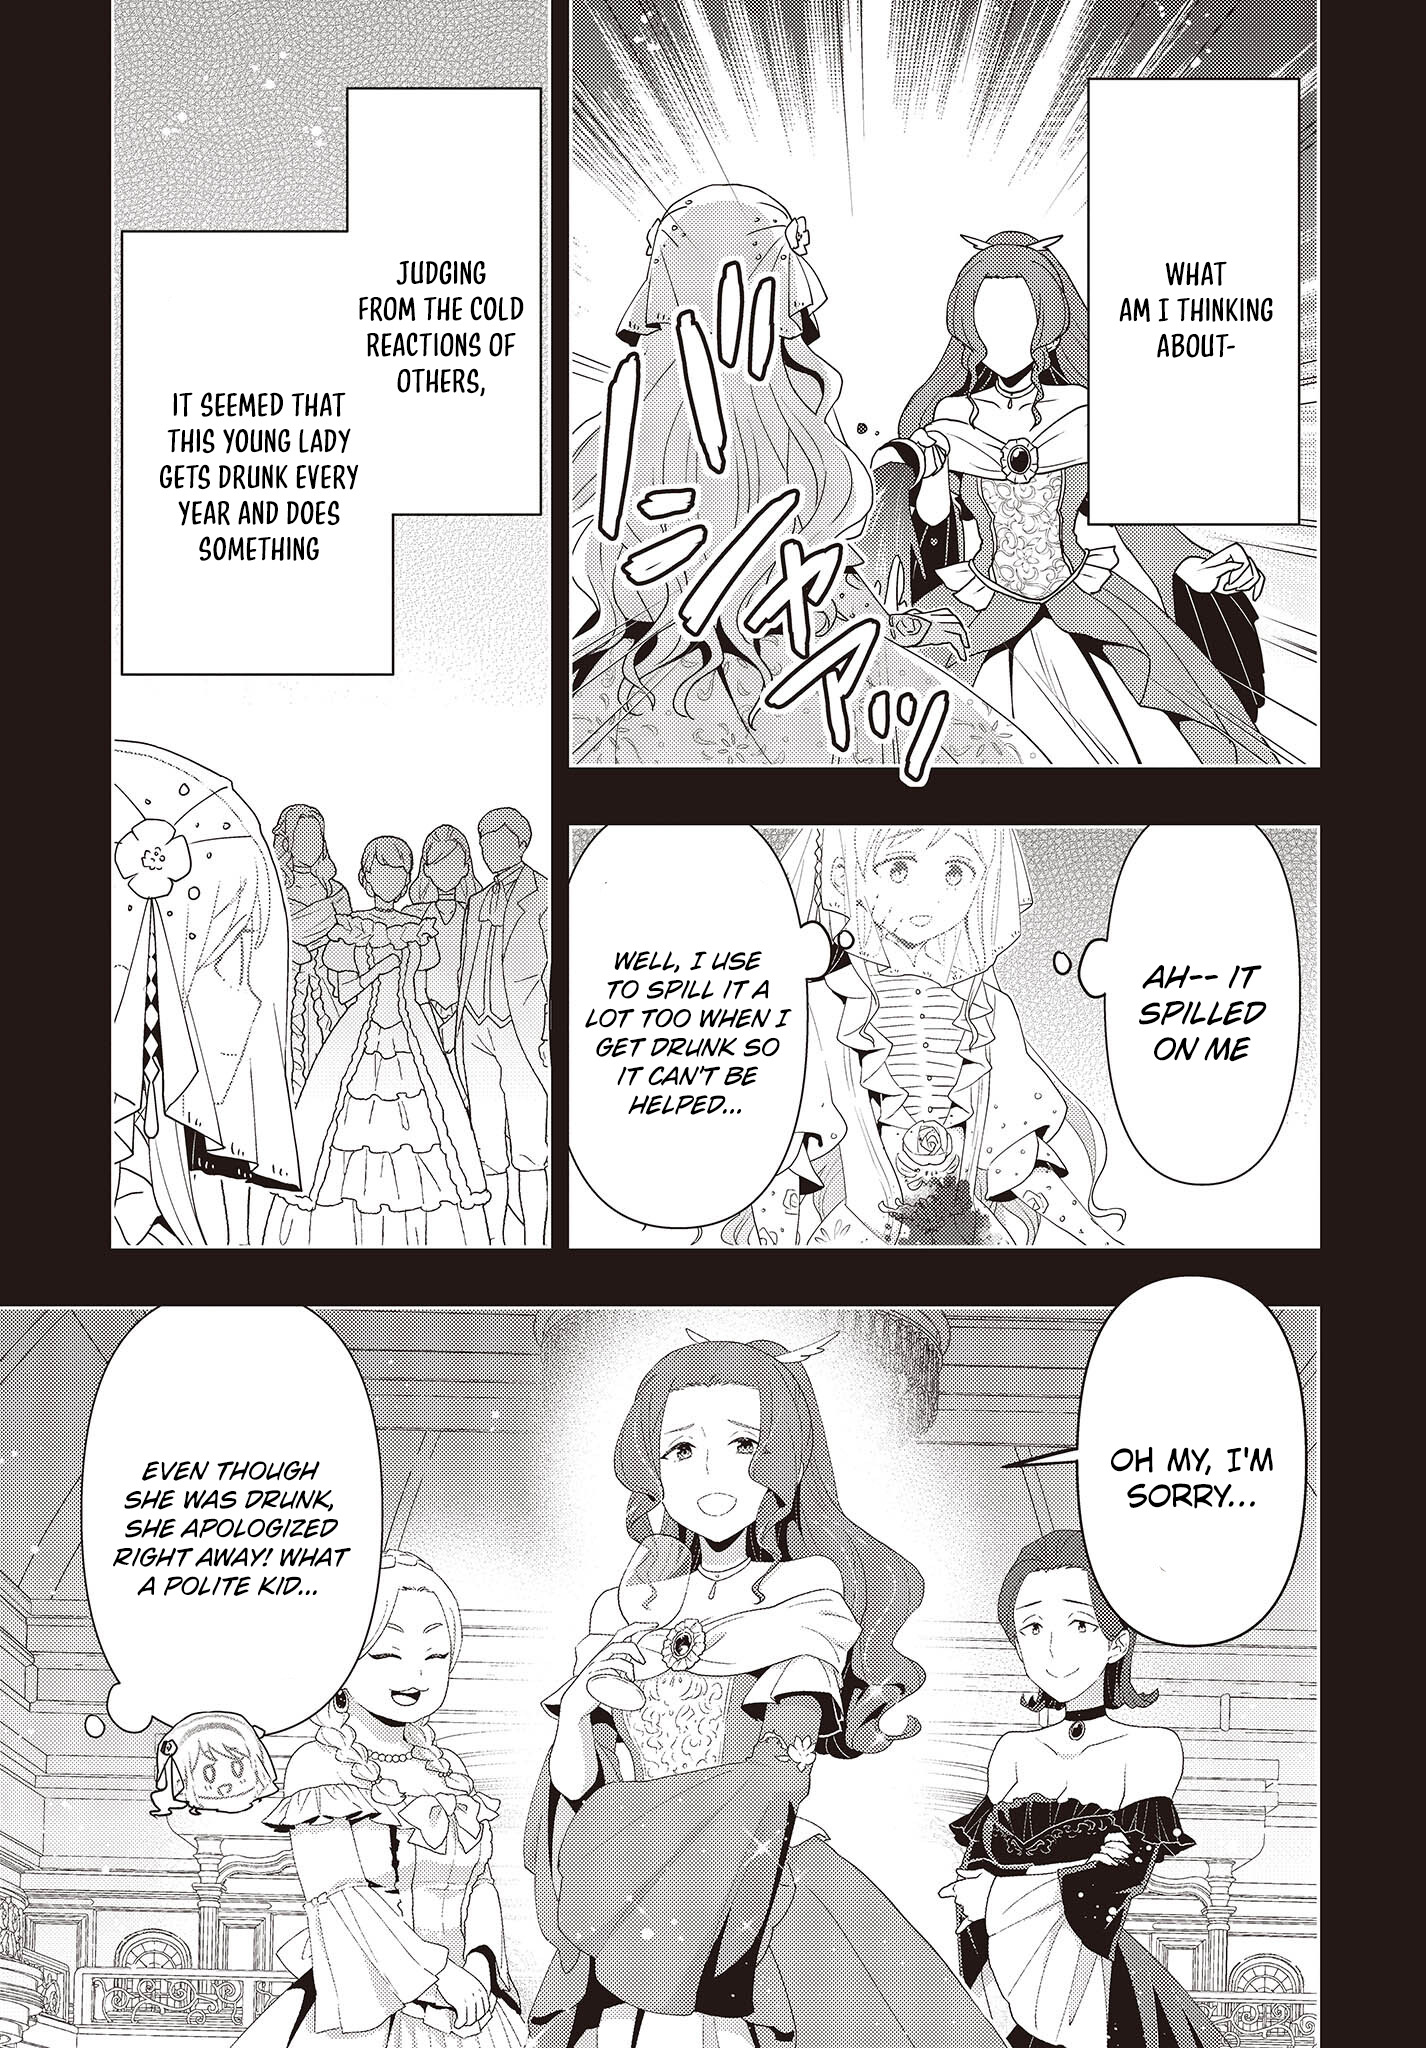 WHAT
AM I THINKING
ABOUT-
バシャァァッ
JUDGING
FROM THE COLD
REACTIONS OF
OTHERS,
IT SEEMED THAT
THIS YOUNG LADY
GETS DRUNK EVERY
YEAR AND DOES
SOMETHING
AH-- IT
SPILLED
ON ME
WELL, I USE
TO SPILL IT A
LOT TOO WHEN I
GET DRUNK SO
IT CAN'T BE
HELPED...
OH MY, I'M
SORRY...
EVEN THOUGH
SHE WAS DRUNK,
SHE APOLOGIZED
RIGHT AWAY! WHAT
A POLITE KID...